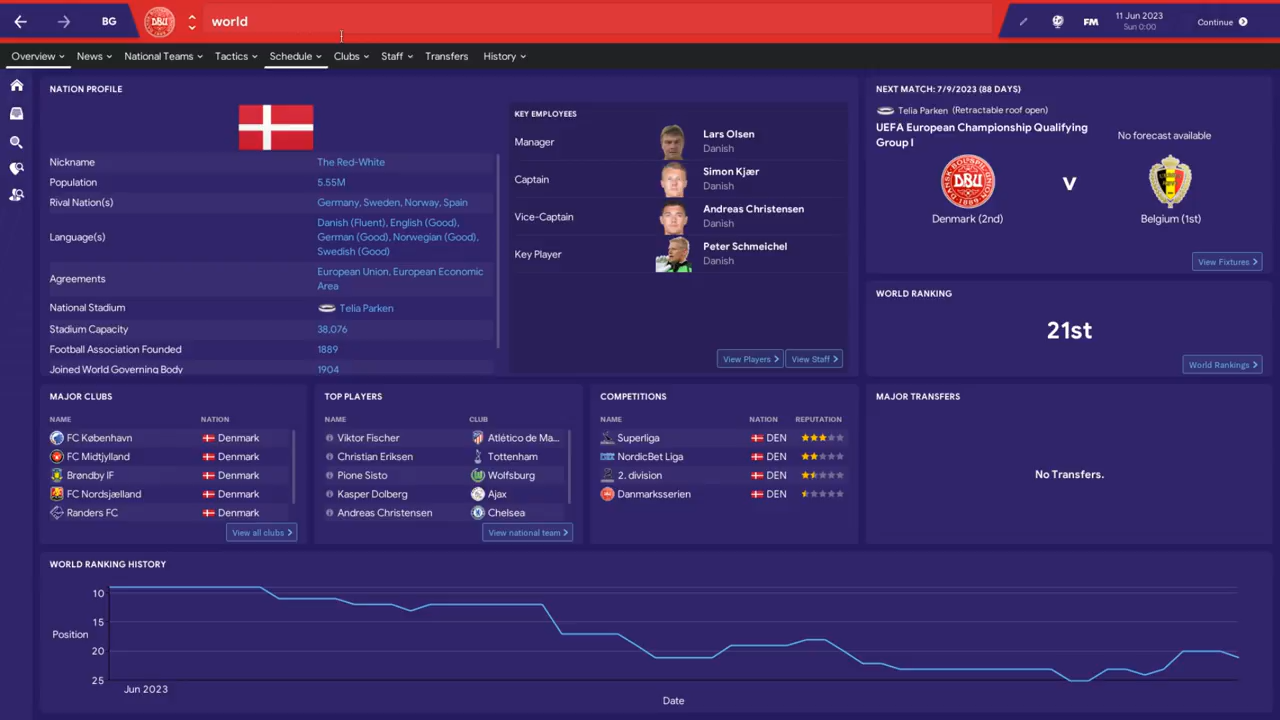 BG
world
11 Jun 2023
Sun 0:00
FM
Continue
Overview
News
National Teams
Tactics
Schedule
Clubs
Staff
Transfers
History
NATION PROFILE
Nickname The Red-White
Population 5.55M
Rival Nation(s) Germany, Sweden, Norway, Spain
Language(s) Danish (Fluent), English (Good),
German (Good), Norwegian (Good),
Swedish (Good)
Agreements European Union, European Economic
Area
National Stadium Telia Parken
Stadium Capacity 38,076
Football Association Founded 1889
Joined World Governing Body 1904
KEY EMPLOYEES
Manager Lars Olsen
Danish
Captain Simon Kjær
Danish
Vice-Captain Andreas Christensen
Danish
Key Player Peter Schmeichel
Danish
View Players
View Staff
NEXT MATCH: 7/9/2023 (88 DAYS)
Telia Parken (Retractable roof open)
UEFA European Championship Qualifying
Group I
No forecast available
DBU
V
Denmark (2nd)
Belgium (1st)
View Fixtures
WORLD RANKING
21st
World Rankings
MAJOR CLUBS
NAME NATION
FC København Denmark
FC Midtjylland Denmark
Brøndby IF Denmark
FC Nordsjælland Denmark
Randers FC Denmark
View all clubs
TOP PLAYERS
NAME CLUB
Viktor Fischer Atlético de Ma...
Christian Eriksen Tottenham
Pione Sisto Wolfsburg
Kasper Dolberg Ajax
Andreas Christensen Chelsea
View national team
COMPETITIONS
NAME NATION REPUTATION
Superliga DEN
NordicBet Liga DEN
2. division DEN
Danmarksserien DEN
MAJOR TRANSFERS
No Transfers.
WORLD RANKING HISTORY
10
15
Position
20
25
Jun 2023
Date